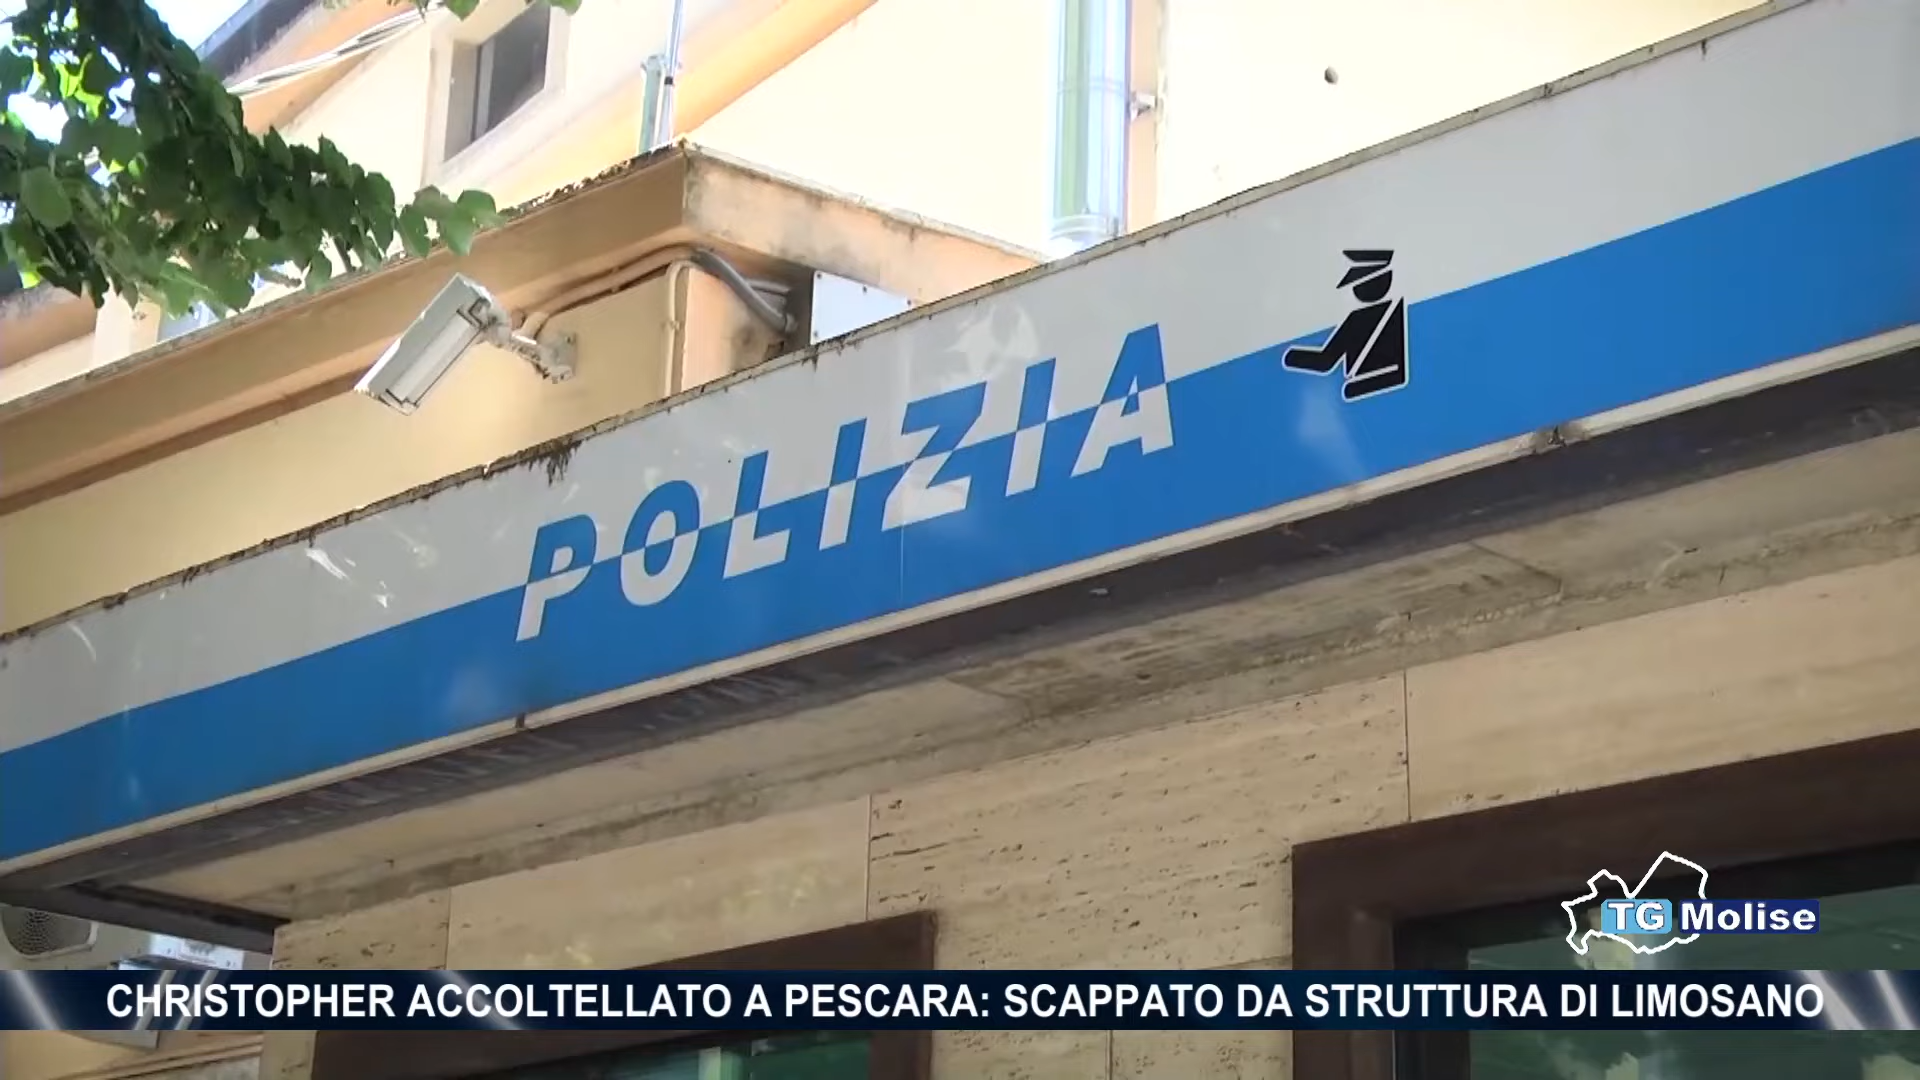 POLIZIA
TG Molise
CHRISTOPHER ACCOLTELLATO A PESCARA: SCAPPATO DA STRUTTURA DI LIMOSANO